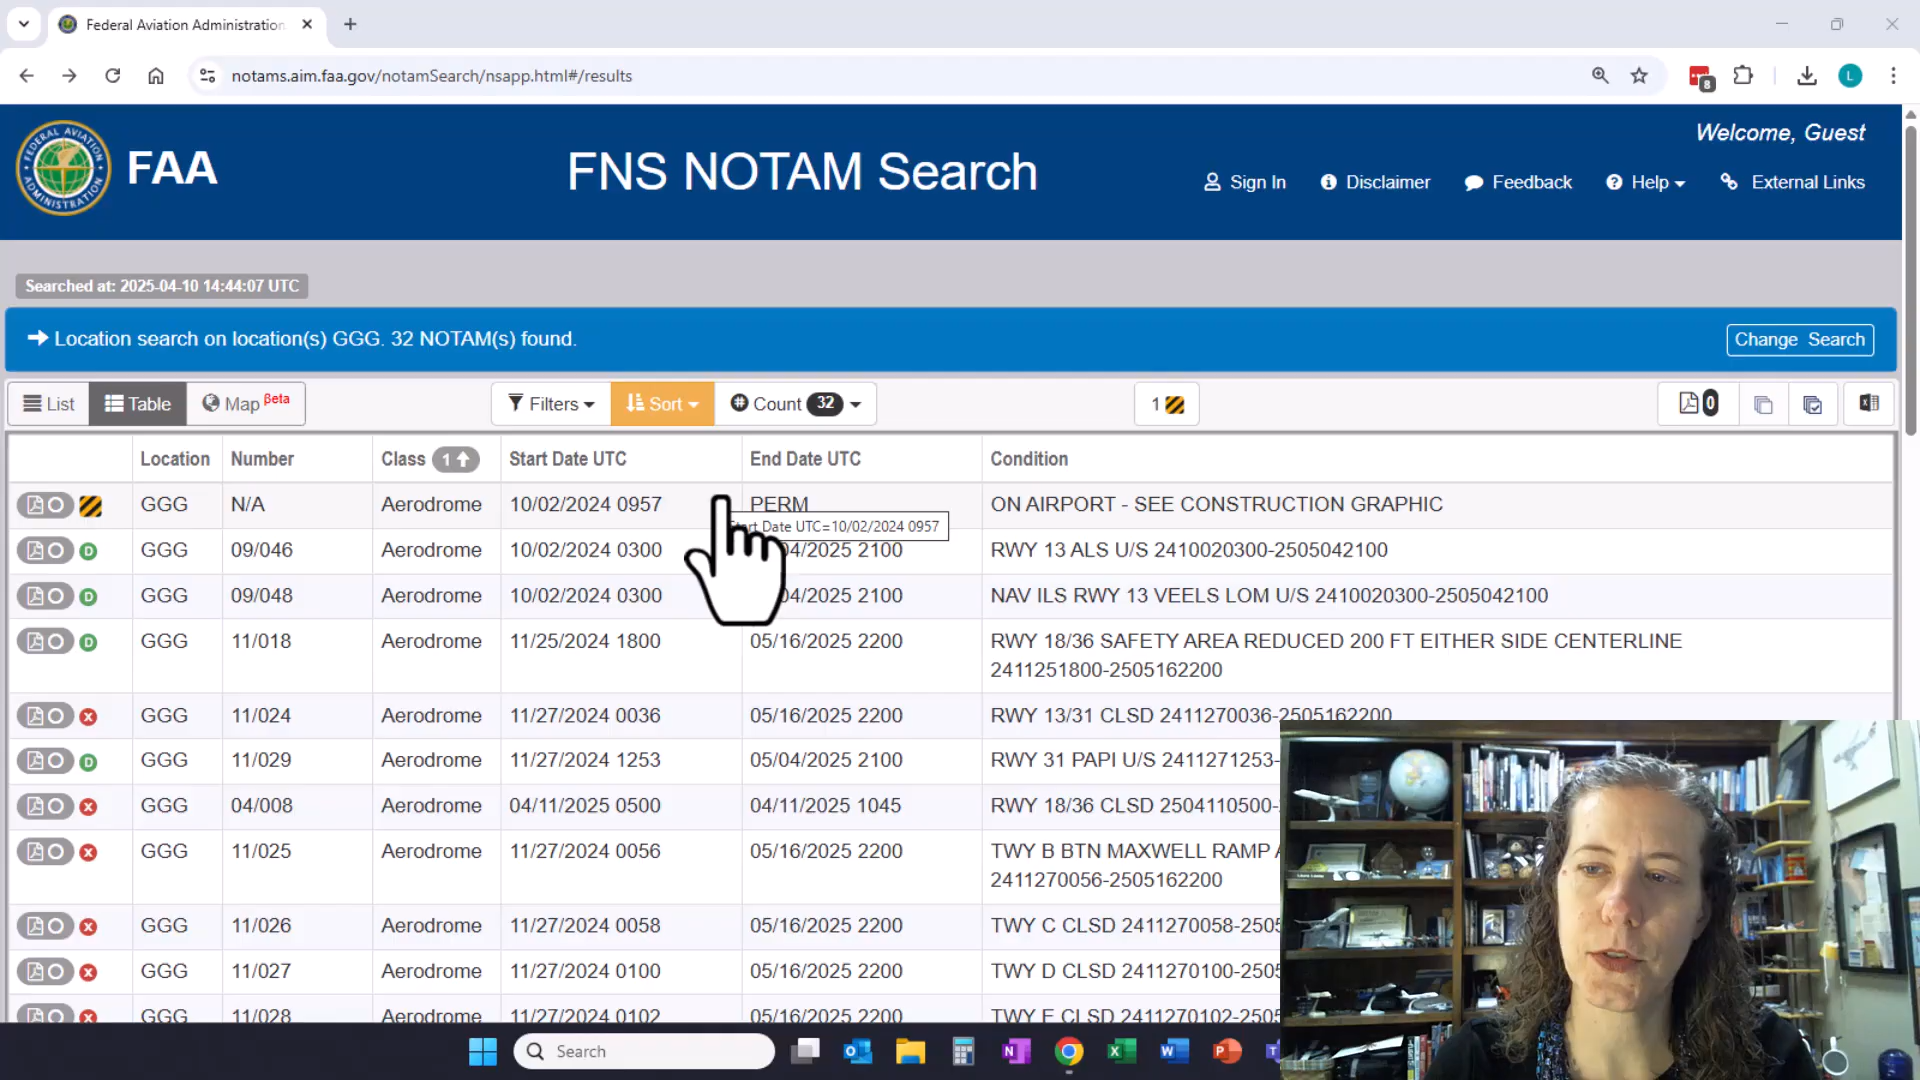 Federal Aviation Administration
notams.aim.faa.gov/notamSearch/nsapp.html#/results
8
L
FAA
FNS NOTAM Search
Welcome, Guest
Sign In
Disclaimer
Feedback
Help
External Links
Searched at: 2025-04-10 14:44:07 UTC
Location search on location(s) GGG. 32 NOTAM(s) found.
Change Search
List
Table
Map Beta
Filters
Sort
Count 32
1
0
Location Number Class 1 Start Date UTC End Date UTC Condition
GGG N/A Aerodrome 10/02/2024 0957 PERM ON AIRPORT - SEE CONSTRUCTION GRAPHIC
Start Date UTC=10/02/2024 0957
D GGG 09/046 Aerodrome 10/02/2024 0300 04/2025 2100 RWY 13 ALS U/S 2410020300-2505042100
D GGG 09/048 Aerodrome 10/02/2024 0300 04/2025 2100 NAV ILS RWY 13 VEELS LOM U/S 2410020300-2505042100
D GGG 11/018 Aerodrome 11/25/2024 1800 05/16/2025 2200 RWY 18/36 SAFETY AREA REDUCED 200 FT EITHER SIDE CENTERLINE
2411251800-2505162200
X GGG 11/024 Aerodrome 11/27/2024 0036 05/16/2025 2200 RWY 13/31 CLSD 2411270036-2505162200
D GGG 11/029 Aerodrome 11/27/2024 1253 05/04/2025 2100 RWY 31 PAPI U/S 2411271253-
X GGG 04/008 Aerodrome 04/11/2025 0500 04/11/2025 1045 RWY 18/36 CLSD 2504110500-
X GGG 11/025 Aerodrome 11/27/2024 0056 05/16/2025 2200 TWY B BTN MAXWELL RAMP
2411270056-2505162200
X GGG 11/026 Aerodrome 11/27/2024 0058 05/16/2025 2200 TWY C CLSD 2411270058-2505
X GGG 11/027 Aerodrome 11/27/2024 0100 05/16/2025 2200 TWY D CLSD 2411270100-2505
X GGG 11/028 Aerodrome 11/27/2024 0102 05/16/2025 2200 TWY E CLSD 2411270102-2505
Search